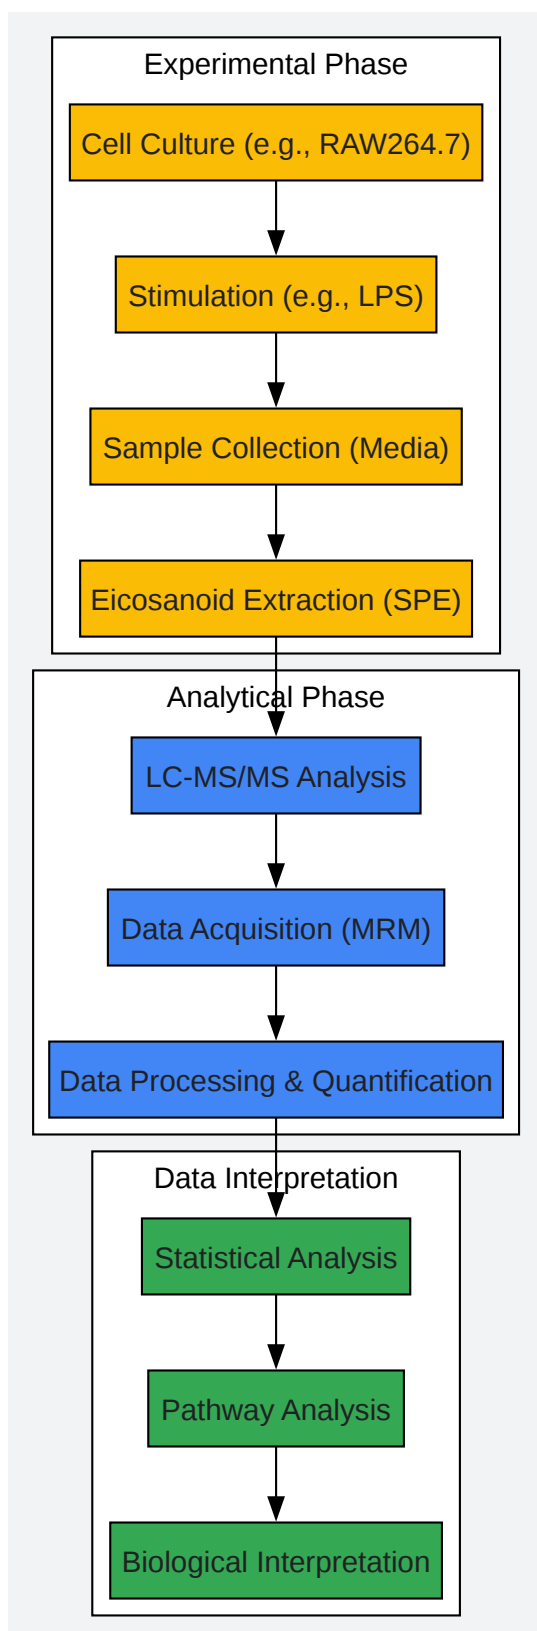 Experimental Phase
Cell Culture (e.g., RAW264.7)
Stimulation (e.g., LPS)
Sample Collection (Media)
Eicosanoid Extraction (SPE)
Analytical Phase
LC-MS/MS Analysis
Data Acquisition (MRM)
Data Processing & Quantification
Data Interpretation
Statistical Analysis
Pathway Analysis
Biological Interpretation